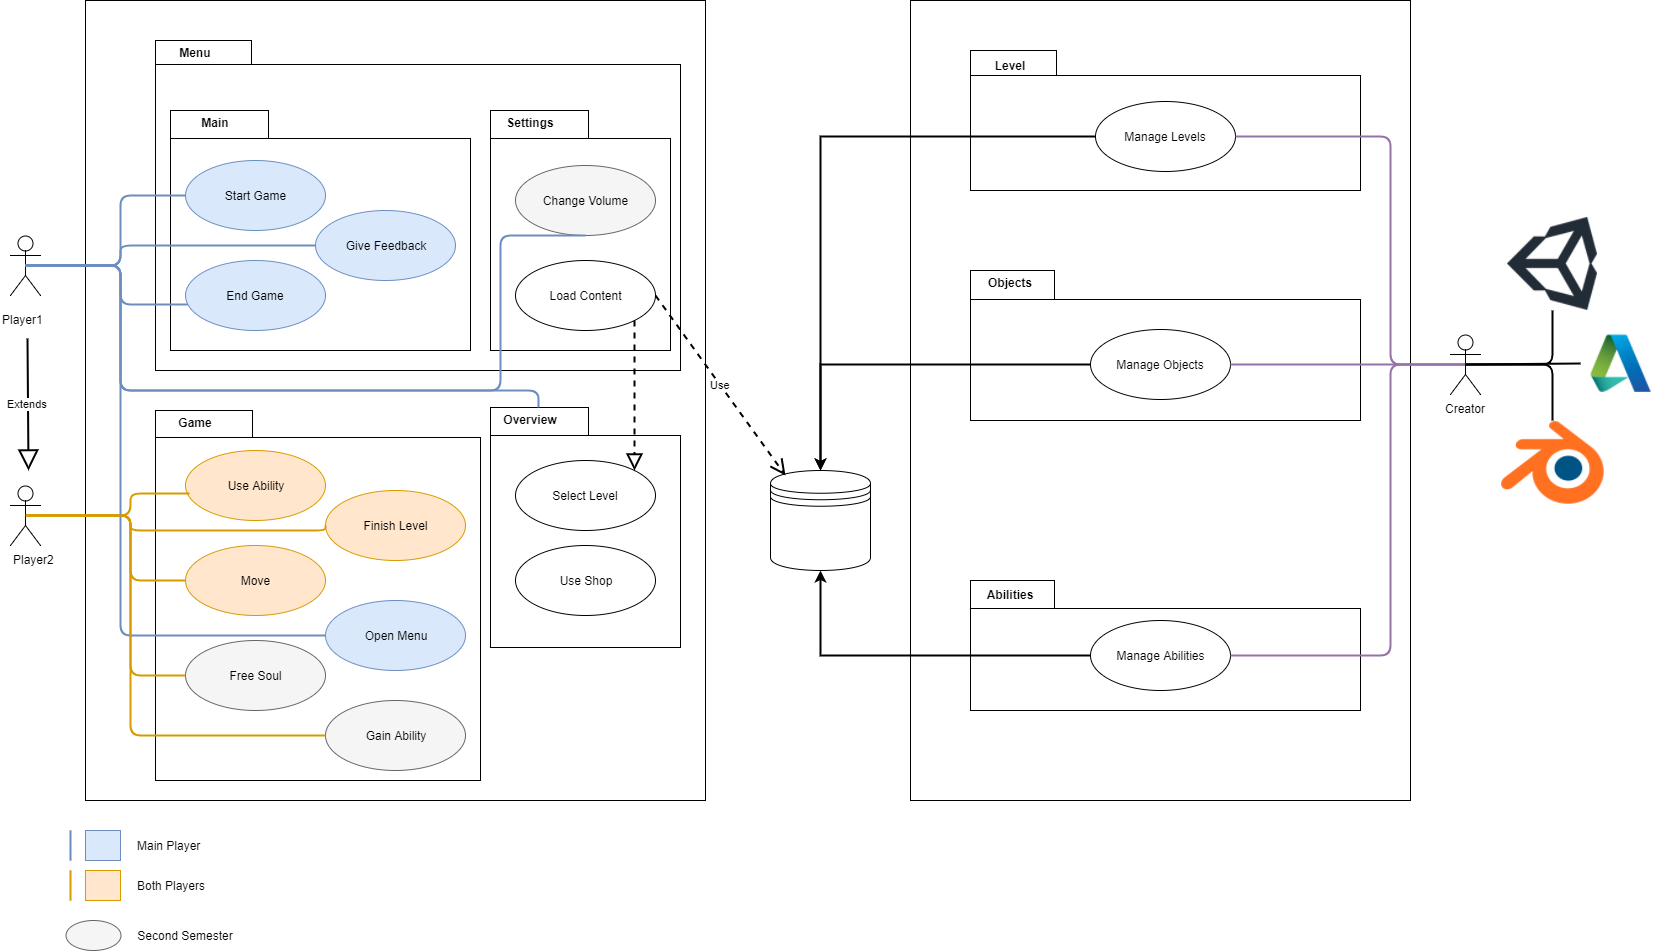 Menu
Main
Settings
Start Game
Give Feedback
End Game
Change Volume
Load Content
Player1
Extends
Player2
Use
Game
Overview
Use Ability
Finish Level
Move
Open Menu
Free Soul
Gain Ability
Select Level
Use Shop
Level
Manage Levels
Objects
Manage Objects
Abilities
Manage Abilities
Creator
Main Player
Both Players
Second Semester